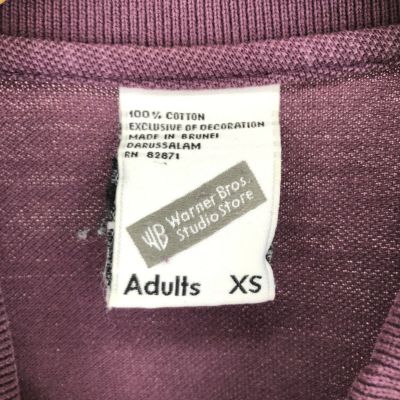 100% COTTON
EXCLUSIVE OF DECORATION
MADE IN BRUNEI
DARUSSALAM
RN 82871
WB Warner Bros.
Studio Store
Adults XS